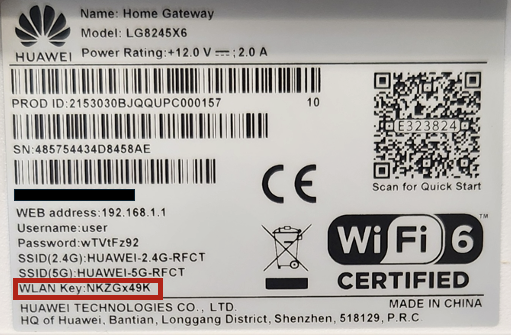 Name: Home Gateway
Model: LG8245X6
Power Rating:⎓+12.0 V ⎓; 2.0 A
HUAWEI
PROD ID:2153030BJQQUPC000157 10
SN:485754434D8458AE
E323824
Scan for Quick Start
CE
MADE IN CHINA
WEB address:192.168.1.1
Username:user
Password:wTVtFz92
SSID(2.4G):HUAWEI-2.4G-RFCT
SSID(5G):HUAWEI-5G-RFCT
WLAN Key:NKZGx49K
Wi Fi 6™
CERTIFIED
HUAWEI TECHNOLOGIES CO., LTD.
HQ of Huawei, Bantian, Longgang District, Shenzhen, 518129, P.R.C.